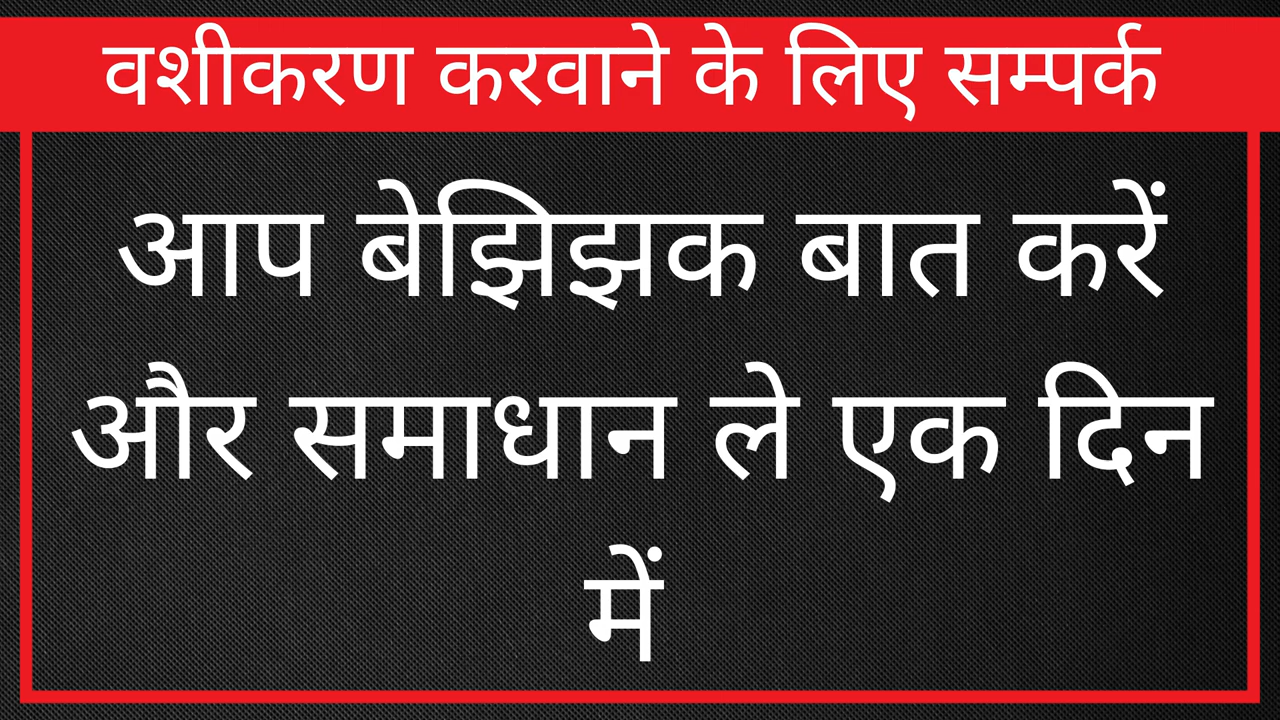 वशीकरण करवाने के लिए सम्पर्क
आप बेझिझक बात करें
और समाधान ले एक दिन
में